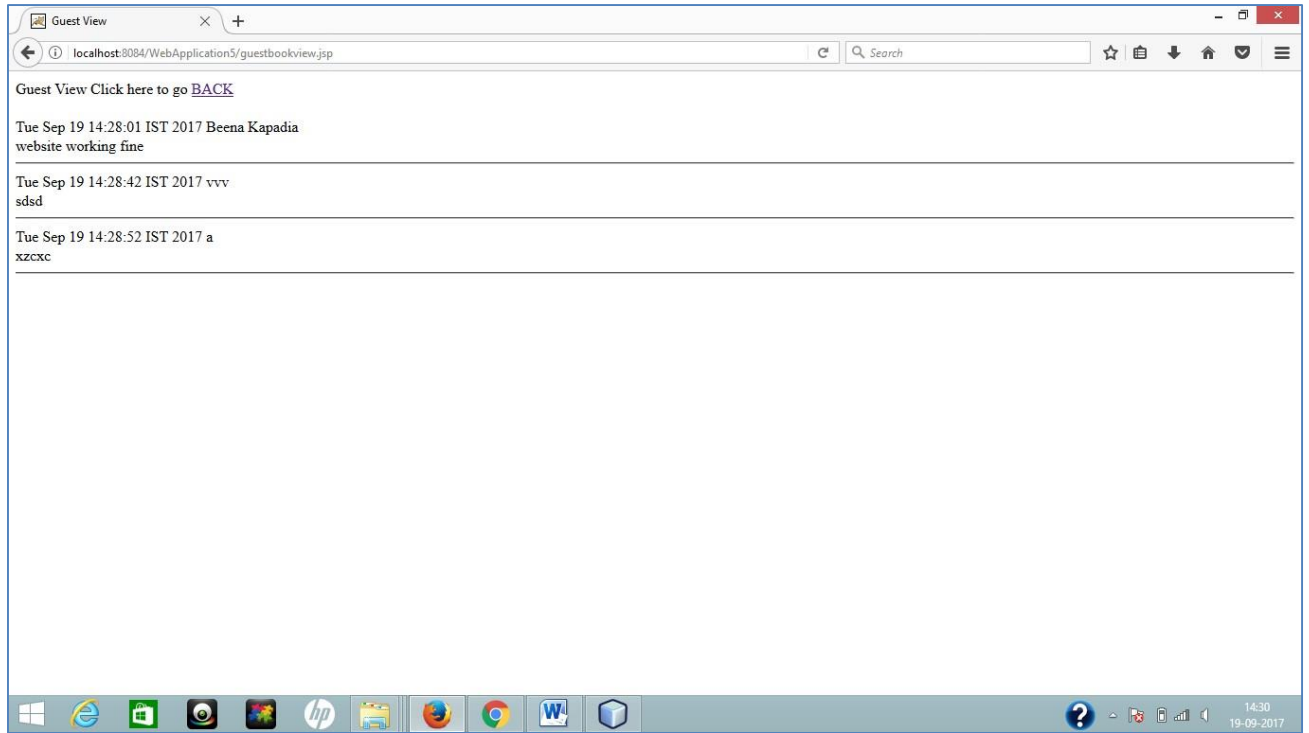 Guest View
localhost:8084/WebApplication5/guestbookview.jsp
Search
Guest View Click here to go BACK
Tue Sep 19 14:28:01 IST 2017 Beena Kapadia
website working fine
Tue Sep 19 14:28:42 IST 2017 vvv
sdsd
Tue Sep 19 14:28:52 IST 2017 a
xzcxc
hp
W
?
14:30
19-09-2017